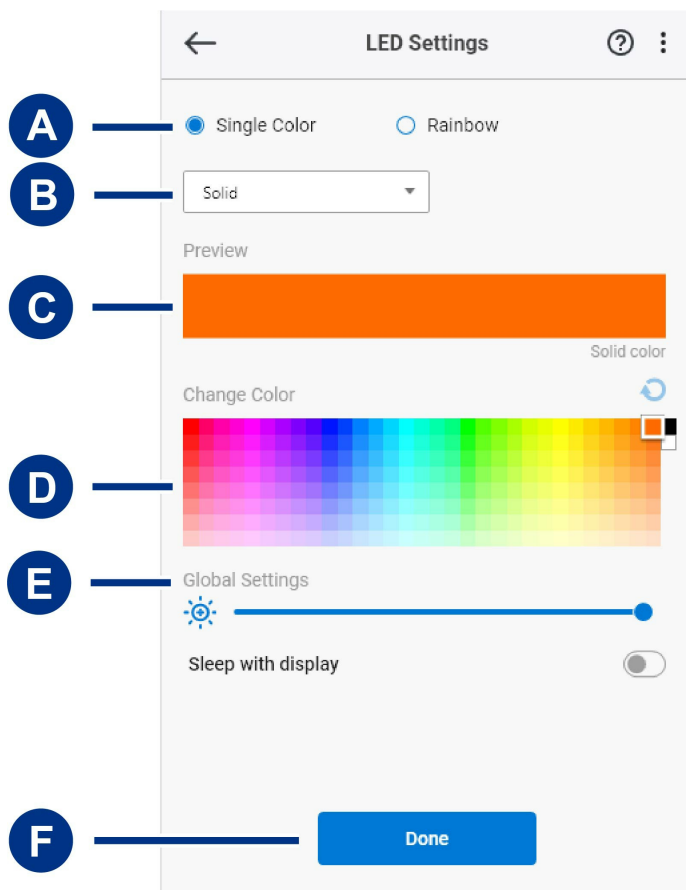 LED Settings
A
Single Color
Rainbow
B
Solid
Preview
C
Solid color
Change Color
D
E
Global Settings
Sleep with display
F
Done